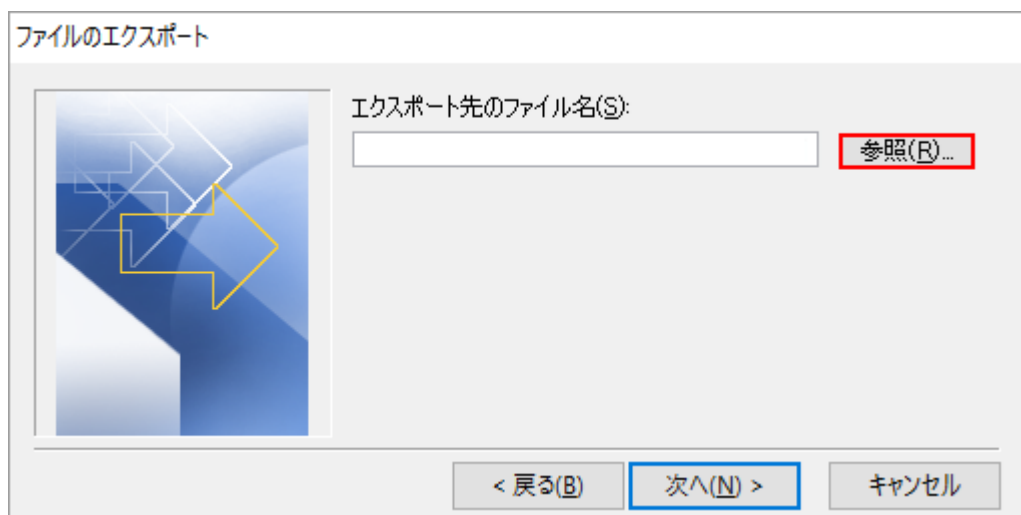 ファイルのエクスポート
エクスポート先のファイル名(S):
参照(R)...
< 戻る(B)
次へ(N) >
キャンセル